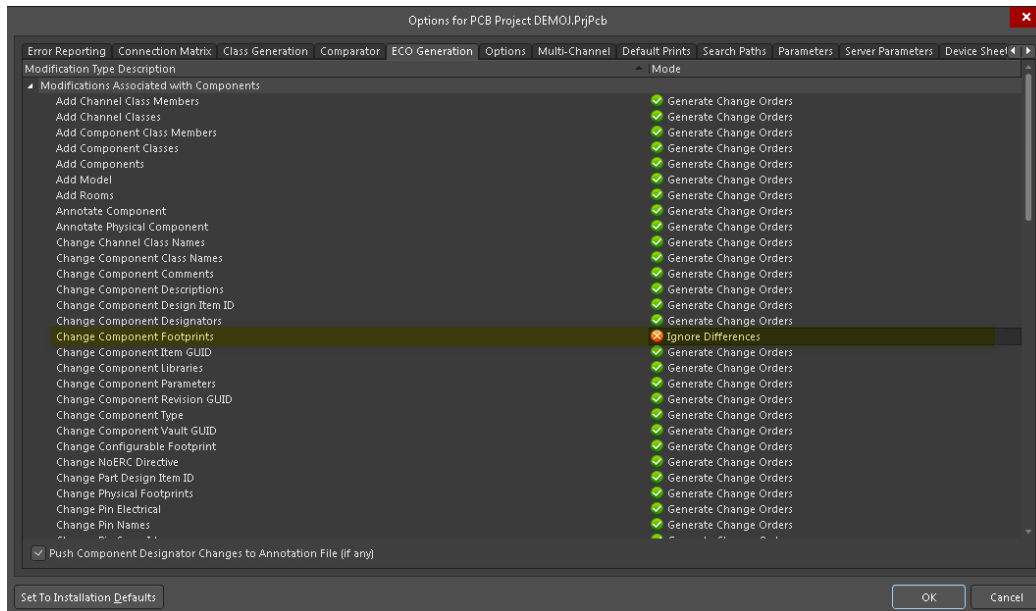 Options for PCB Project DEMOJ.PrjPcb
Error Reporting Connection Matrix Class Generation Comparator ECO Generation Options Multi-Channel Default Prints Search Paths Parameters Server Parameters Device Sheet
Modification Type Description Mode
Modifications Associated with Components
Add Channel Class Members Generate Change Orders
Add Channel Classes Generate Change Orders
Add Component Class Members Generate Change Orders
Add Component Classes Generate Change Orders
Add Components Generate Change Orders
Add Model Generate Change Orders
Add Rooms Generate Change Orders
Annotate Component Generate Change Orders
Annotate Physical Component Generate Change Orders
Change Channel Class Names Generate Change Orders
Change Component Class Names Generate Change Orders
Change Component Comments Generate Change Orders
Change Component Descriptions Generate Change Orders
Change Component Design Item ID Generate Change Orders
Change Component Designators Generate Change Orders
Change Component Footprints Ignore Differences
Change Component Item GUID Generate Change Orders
Change Component Libraries Generate Change Orders
Change Component Parameters Generate Change Orders
Change Component Revision GUID Generate Change Orders
Change Component Type Generate Change Orders
Change Component Vault GUID Generate Change Orders
Change Configurable Footprint Generate Change Orders
Change NoERC Directive Generate Change Orders
Change Part Design Item ID Generate Change Orders
Change Physical Footprints Generate Change Orders
Change Pin Electrical Generate Change Orders
Change Pin Names Generate Change Orders
Push Component Designator Changes to Annotation File (if any)
Set To Installation Defaults OK Cancel